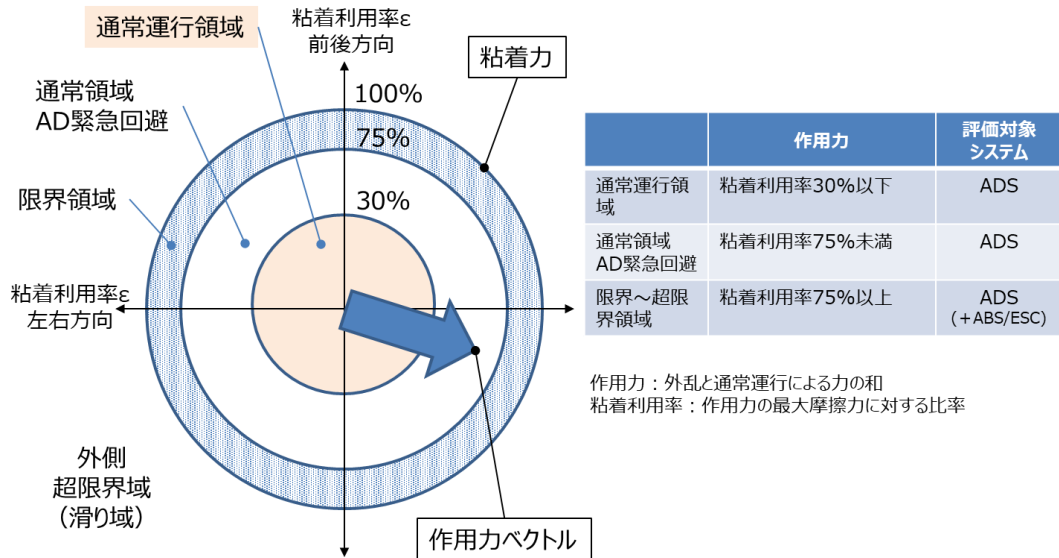 粘着利用率ε
前後方向
通常運行領域
粘着力
通常領域
AD緊急回避
100%
75%
限界領域
30%
粘着利用率ε
左右方向
外側
超限界域
（滑り域）
作用力ベクトル
作用力
評価対象
システム
通常運行領
域
粘着利用率30%以下
ADS
通常領域
AD緊急回避
粘着利用率75%未満
ADS
限界～超限
界領域
粘着利用率75%以上
ADS
（+ABS/ESC）
作用力：外乱と通常運行による力の和
粘着利用率：作用力の最大摩擦力に対する比率